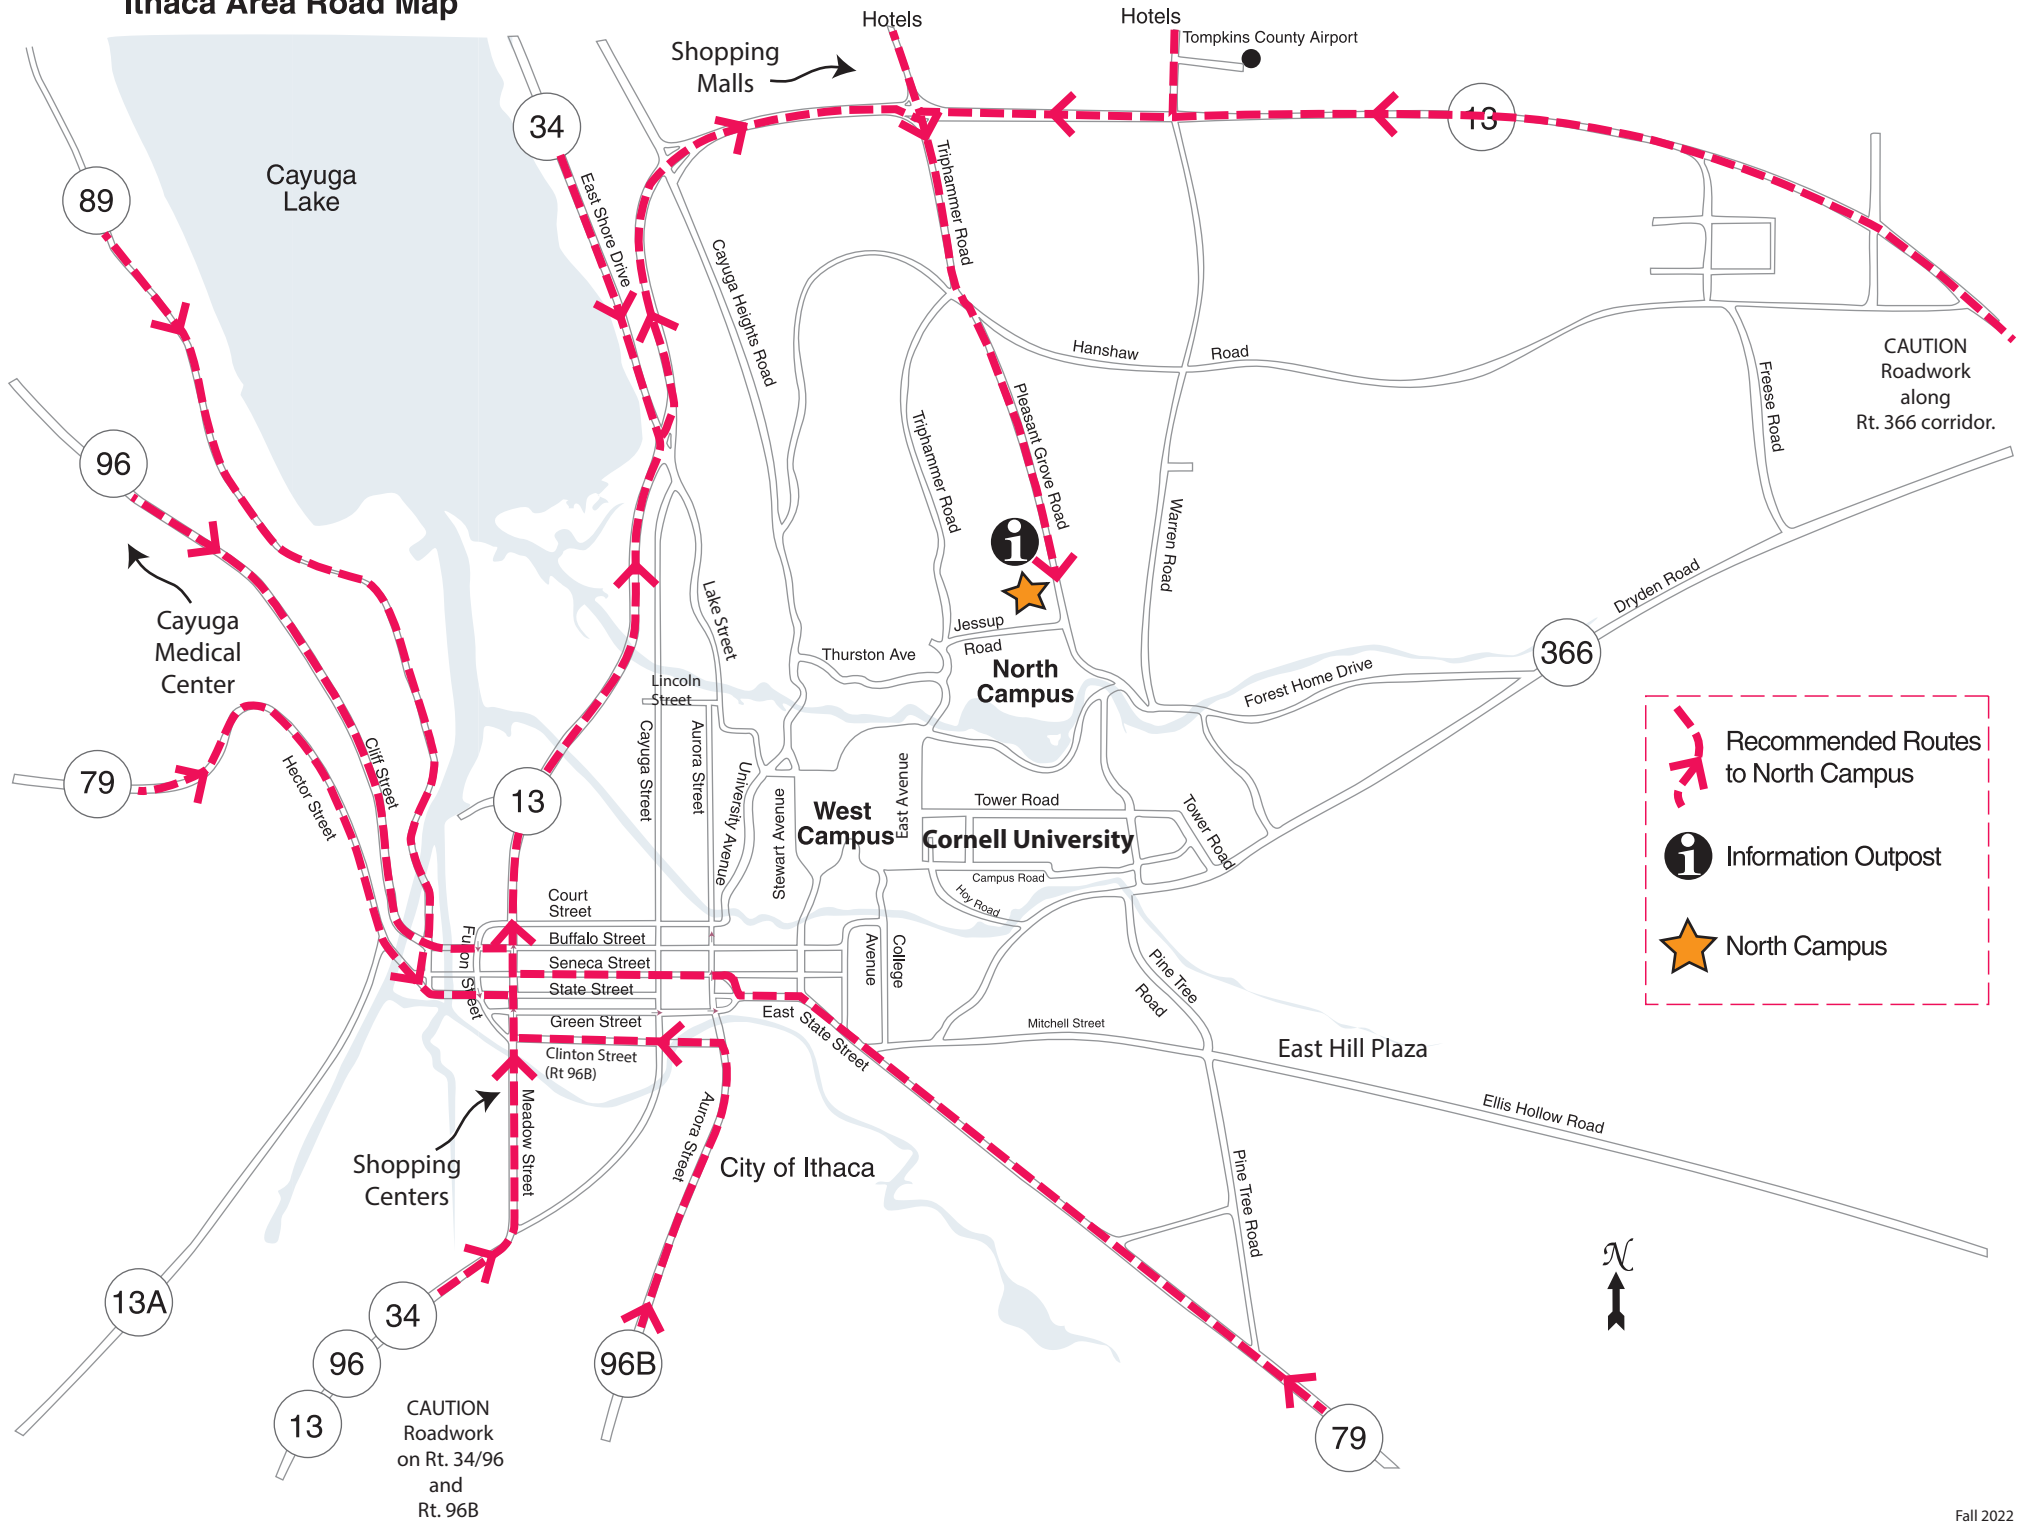 Ithaca Area Road Map
Hotels
Hotels
Tompkins County Airport
Shopping
Malls
34
13
89
Cayuga
Lake
East Shore Drive
Triphammer Road
Cayuga Heights Road
Hanshaw
Road
CAUTION
Roadwork
along
Rt. 366 corridor.
Freese Road
Pleasant Grove Road
Triphammer Road
96
Warren Road
i
Cayuga
Medical
Center
Lake Street
Jessup
Road
Thurston Ave
North
Campus
Dryden Road
366
Forest Home Drive
Lincoln
Street
Cayuga Street
Aurora Street
79
Cliff Street
Hector Street
13
University Avenue
Stewart Avenue
West
Campus
East Avenue
Tower Road
Cornell University
Tower Road
Campus Road
Hoy Road
Recommended Routes
to North Campus
i
Information Outpost
North Campus
Court
Street
Buffalo Street
Seneca Street
State Street
Green Street
Clinton Street
(Rt 96B)
Fulton Street
East
State Street
College
Avenue
Pine Tree
Road
Mitchell Street
East Hill Plaza
Ellis Hollow Road
Meadow Street
Aurora Street
Shopping
Centers
City of Ithaca
Pine Tree Road
N
13A
34
96
13
96B
79
CAUTION
Roadwork
on Rt. 34/96
and
Rt. 96B
Fall 2022